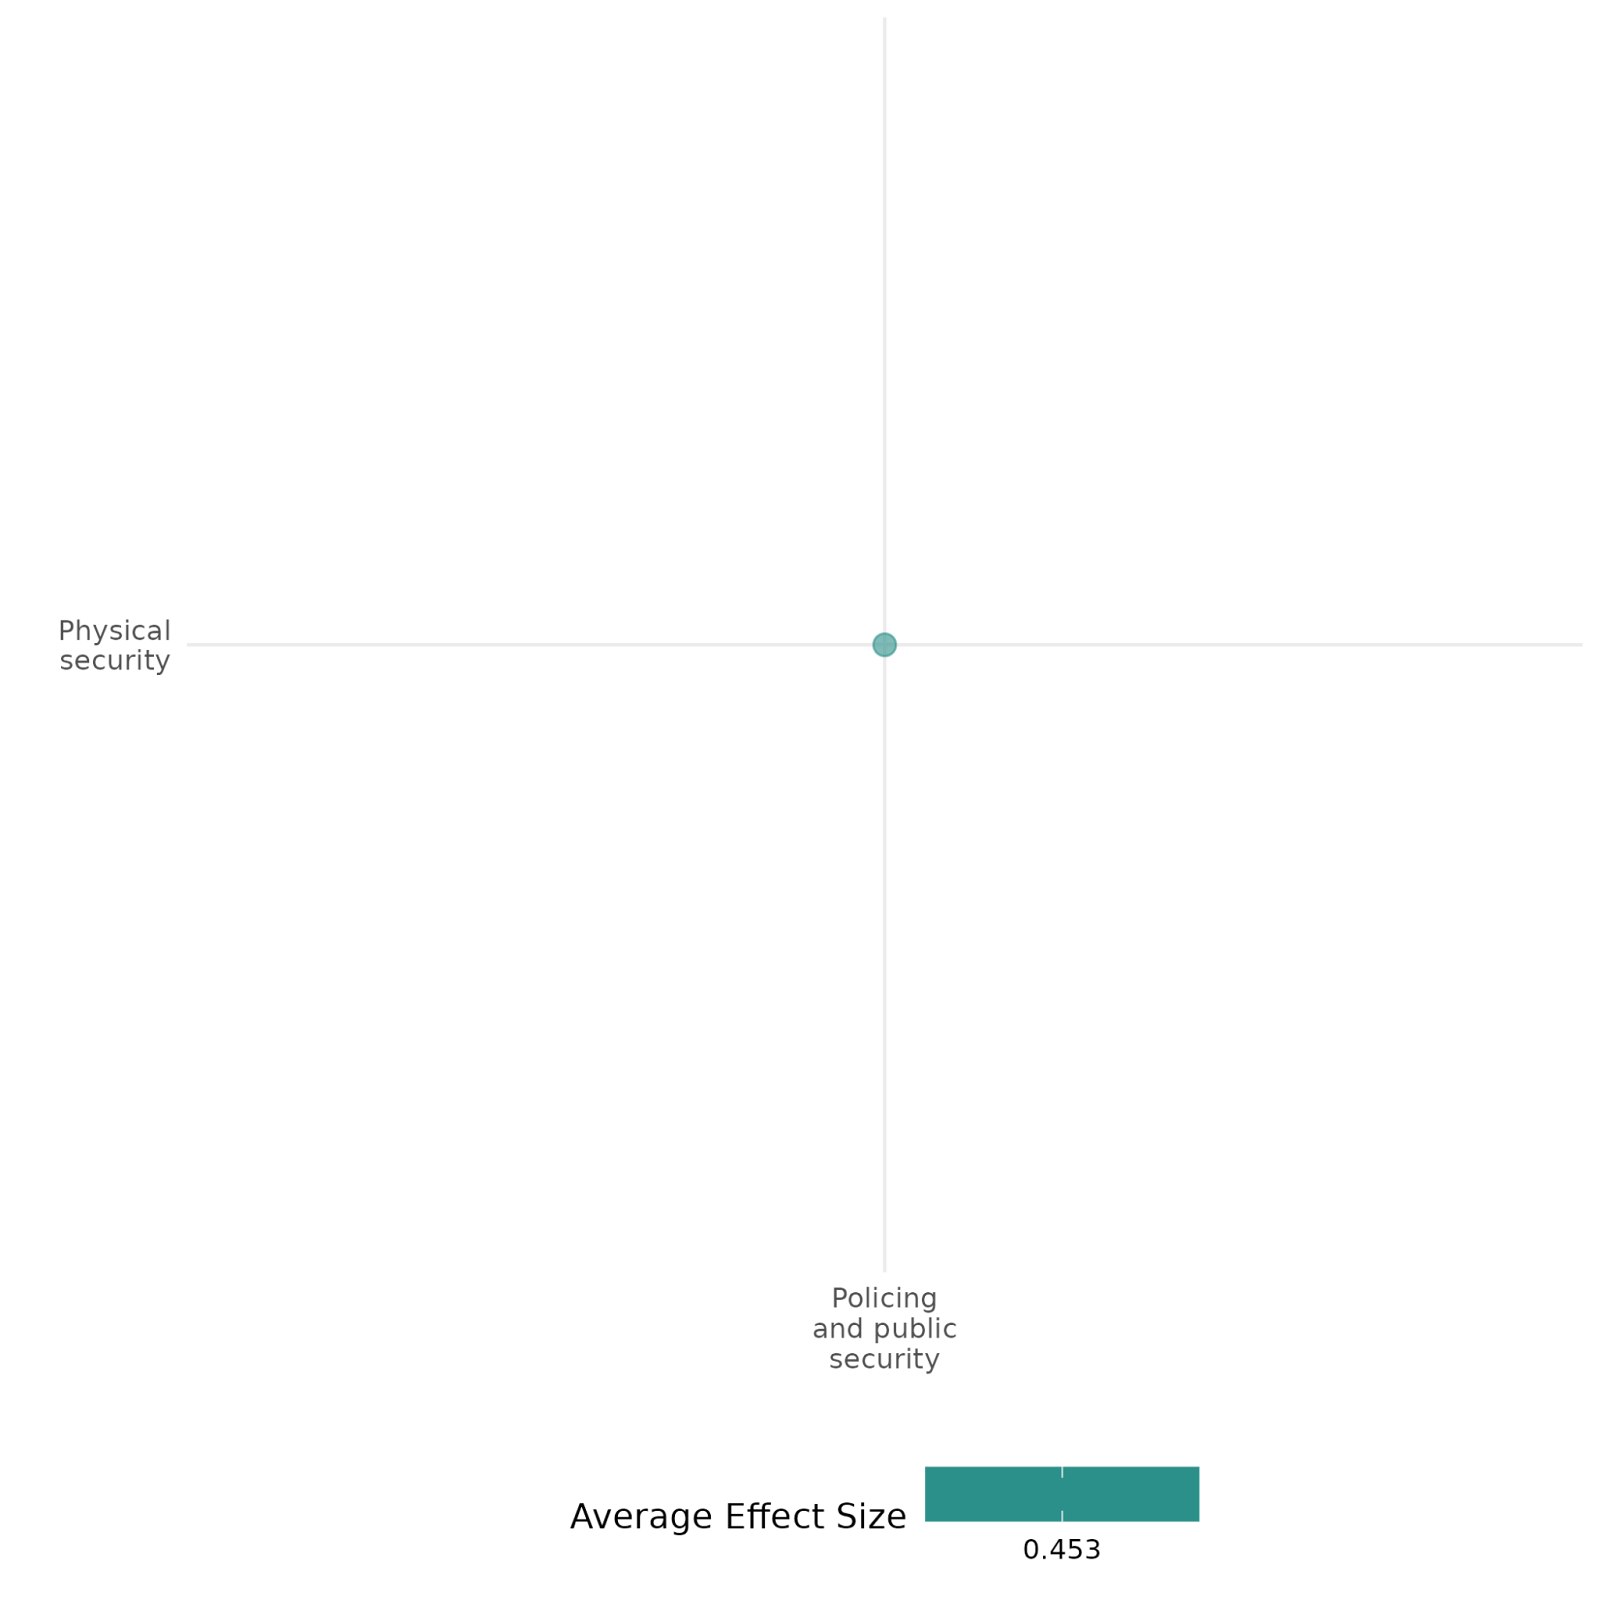 Physical
security
Policing
and public
security
Average Effect Size
0.453